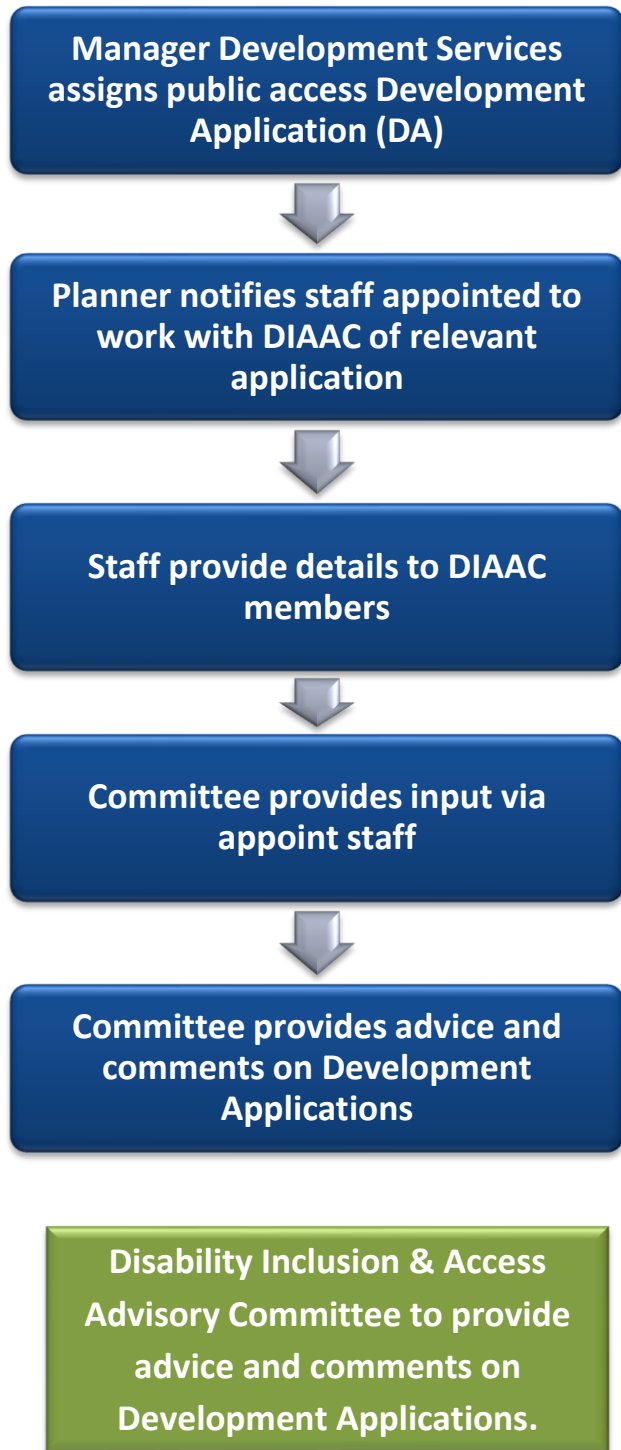 Manager Development Services
assigns public access Development
Application (DA)
Planner notifies staff appointed to
work with DIAAC of relevant
application
Staff provide details to DIAAC
members
Committee provides input via
appoint staff
Committee provides advice and
comments on Development
Applications
Disability Inclusion & Access
Advisory Committee to provide
advice and comments on
Development Applications.